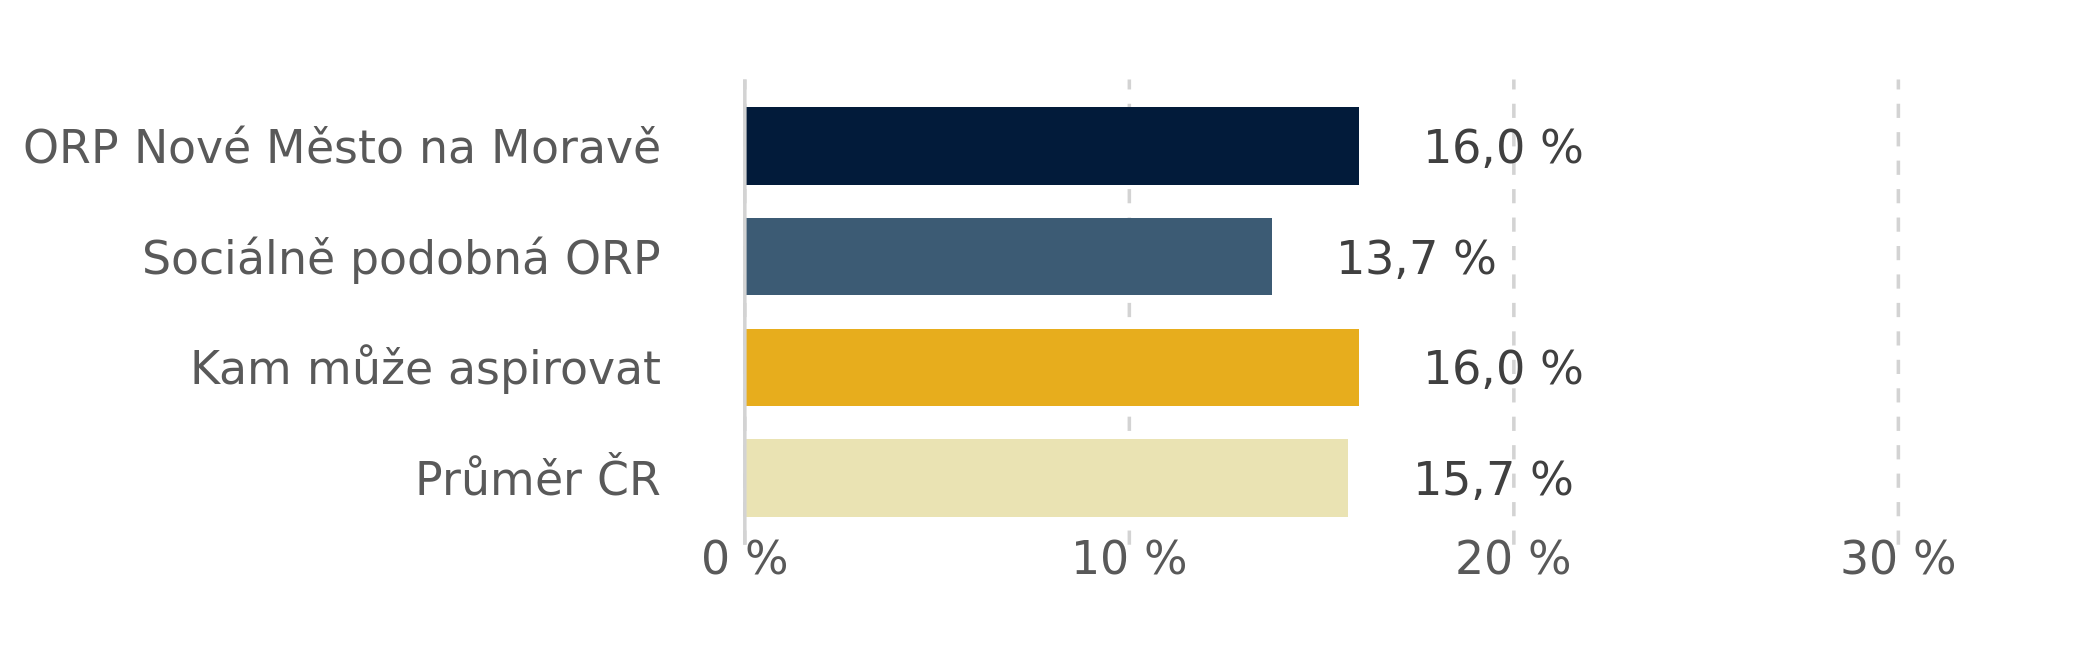 ORP Nové Město na Moravě 16,0 %
Sociálně podobná ORP 13,7 %
Kam může aspirovat 16,0 %
Průměr ČR 15,7 %
0 % 10 % 20 % 30 %